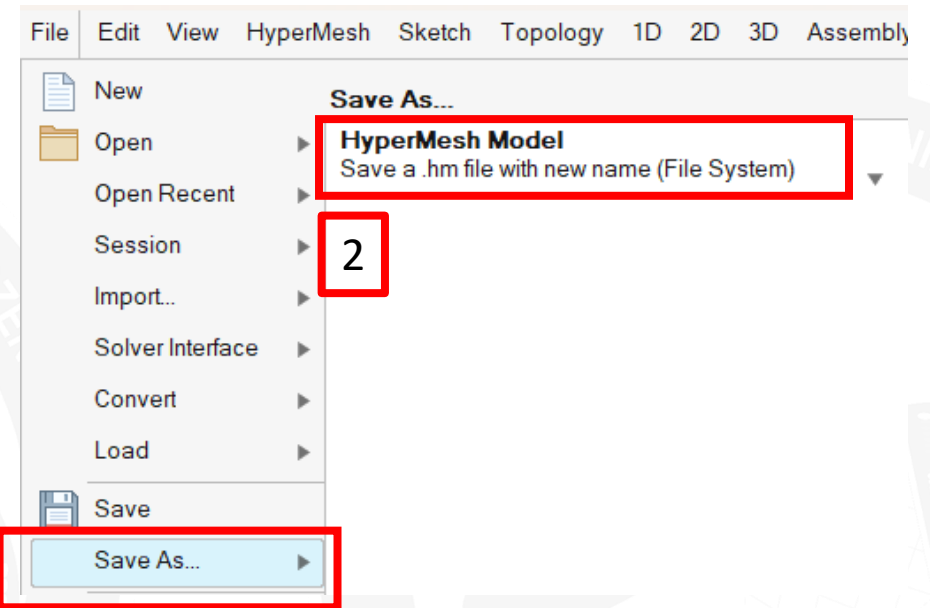 File Edit View HyperMesh Sketch Topology 1D 2D 3D Assembly
New
Open
Open Recent
Session
Import...
Solver Interface
Convert
Load
Save
Save As...
Save As...
HyperMesh Model
Save a .hm file with new name (File System)
2